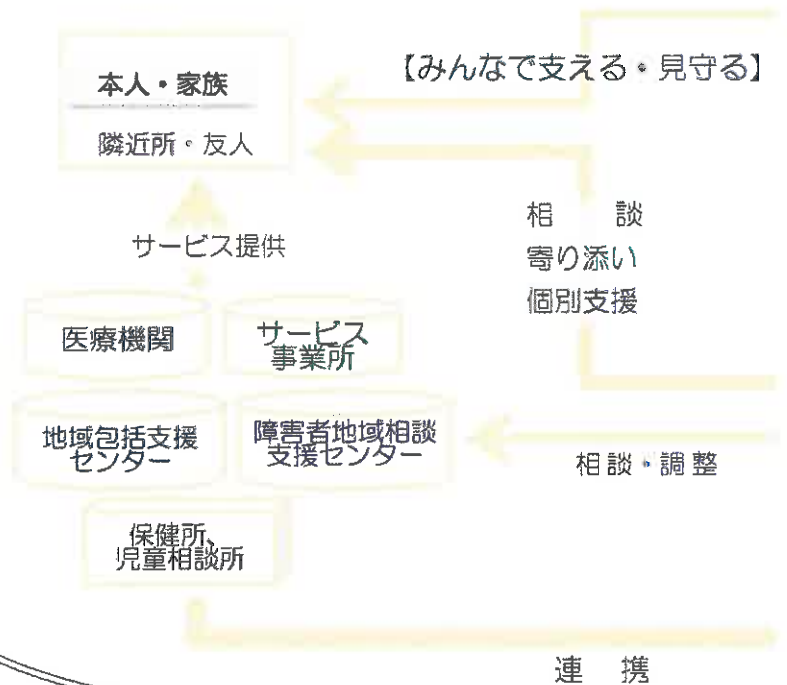 【みんなで支える・見守る】
本人・家族
隣近所・友人
サービス提供
相　　談
寄り添い
個別支援
医療機関
サービス
事業所
地域包括支援
センター
障害者地域相談
支援センター
相談・調整
保健所、
児童相談所
連　携